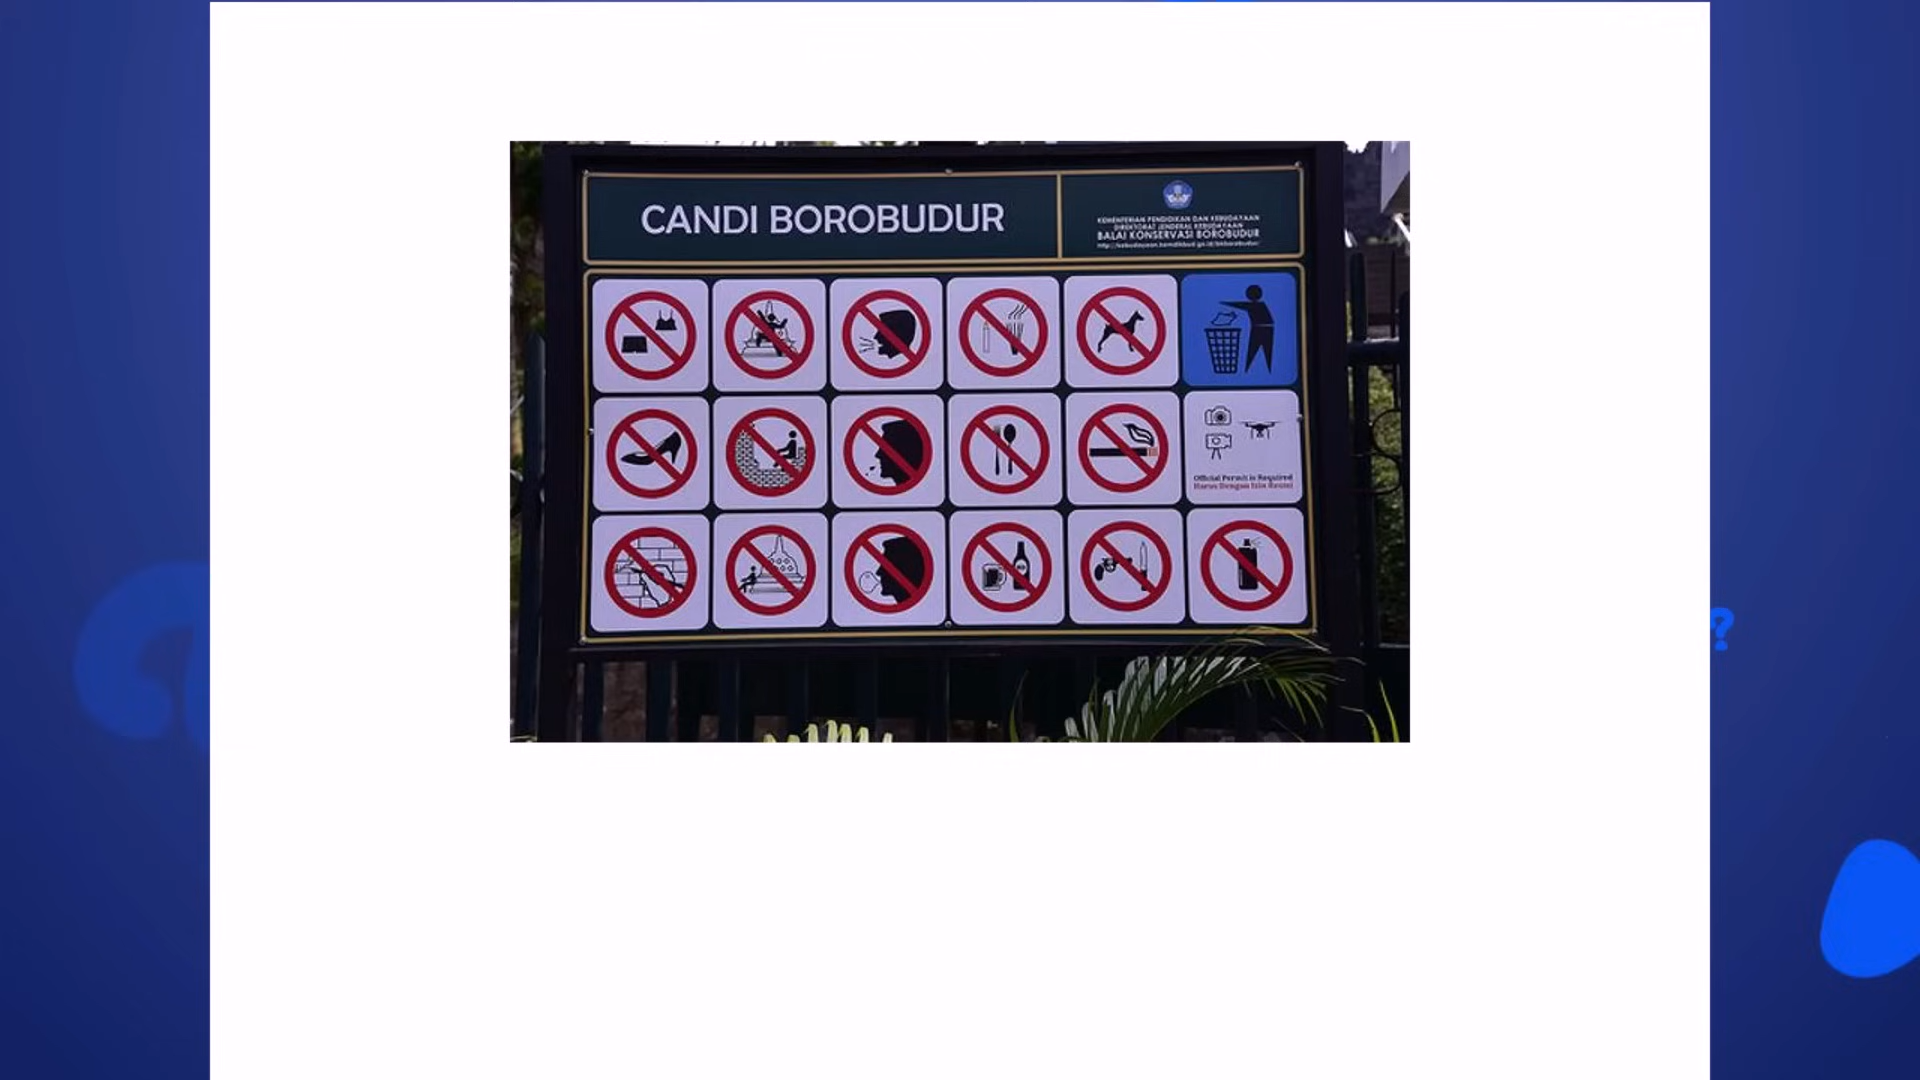 CANDI BOROBUDUR
KEMENTERIAN PENDIDIKAN DAN KEBUDAYAAN
DIREKTORAT JENDERAL KEBUDAYAAN
BALAI KONSERVASI BOROBUDUR
Official Permit is Required
Harus Dengan Izin Resmi
?